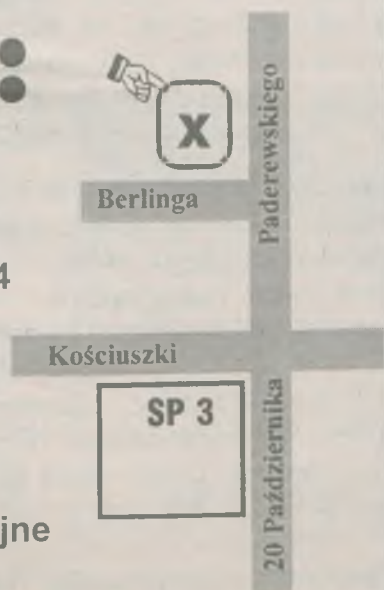 X
Paderewskiego
Berlinga
4
Kościuszki
SP 3
20 Października
jne